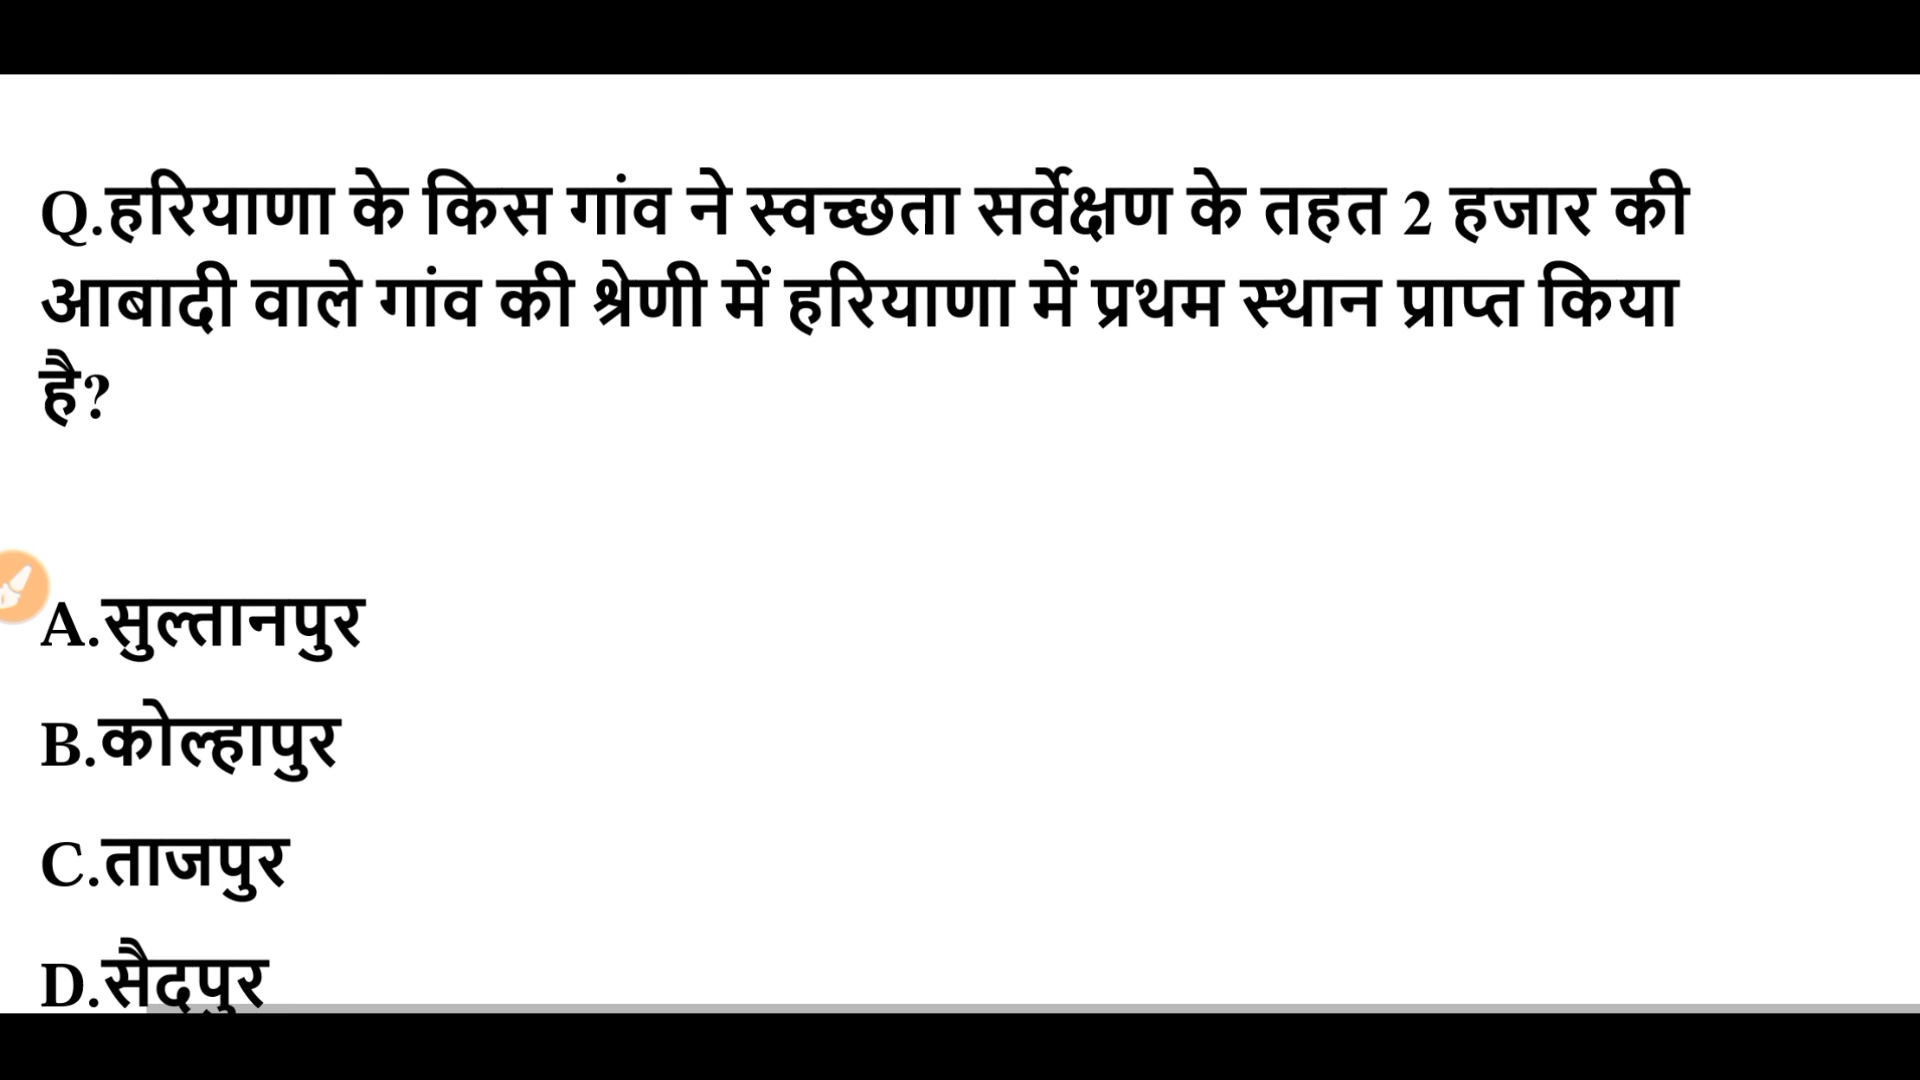 Q.हरियाणा के किस गांव ने स्वच्छता सर्वेक्षण के तहत 2 हजार की
आबादी वाले गांव की श्रेणी में हरियाणा में प्रथम स्थान प्राप्त किया
है?
A.सुल्तानपुर
B.कोल्हापुर
C.ताजपुर
D.सैदपुर